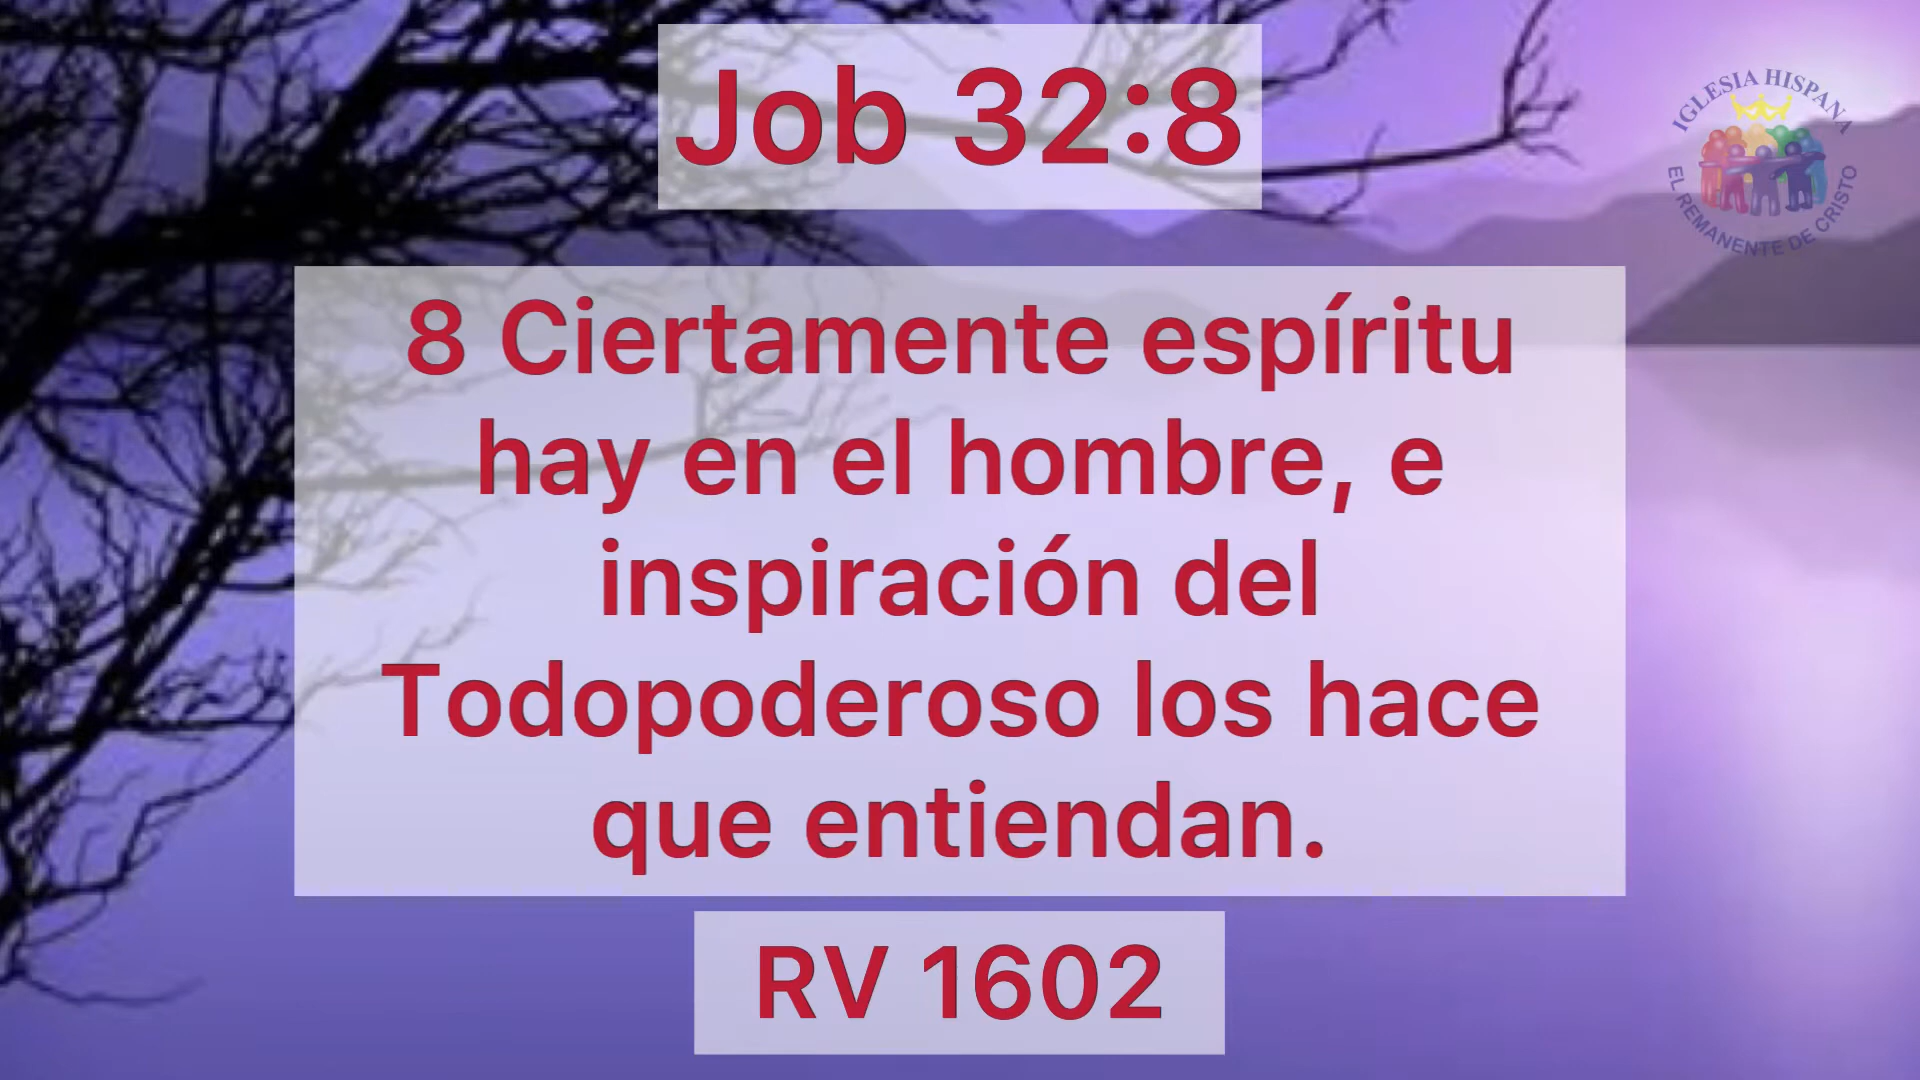 Job 32:8
IGLESIA HISPANA
EL REMANENTE DE CRISTO
8 Ciertamente espíritu
hay en el hombre, e
inspiración del
Todopoderoso los hace
que entiendan.
RV 1602